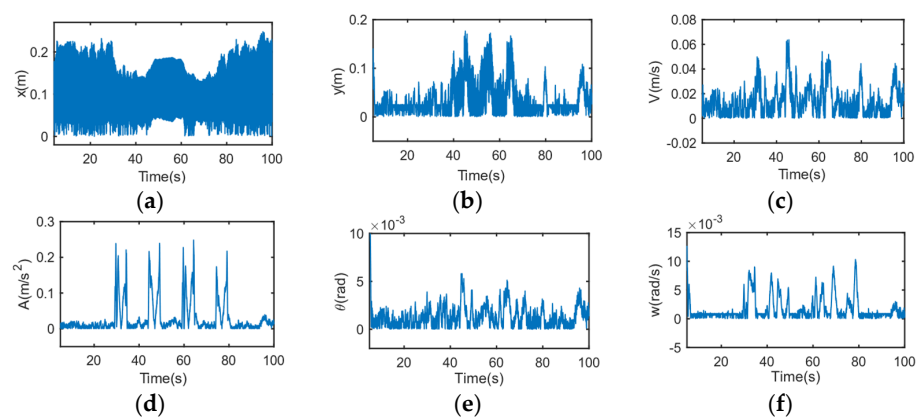 x(m)
0.2
0.1
0
20 40 60 80 100
Time(s)
(a)
y(m)
0.2
0.1
0
20 40 60 80 100
Time(s)
(b)
V(m/s)
0.08
0.06
0.04
0.02
0
-0.02
20 40 60 80 100
Time(s)
(c)
A(m/s²)
0.3
0.2
0.1
0
20 40 60 80 100
Time(s)
(d)
×10⁻³
θ(rad)
10
5
0
20 40 60 80 100
Time(s)
(e)
×10⁻³
w(rad/s)
15
10
5
0
-5
20 40 60 80 100
Time(s)
(f)